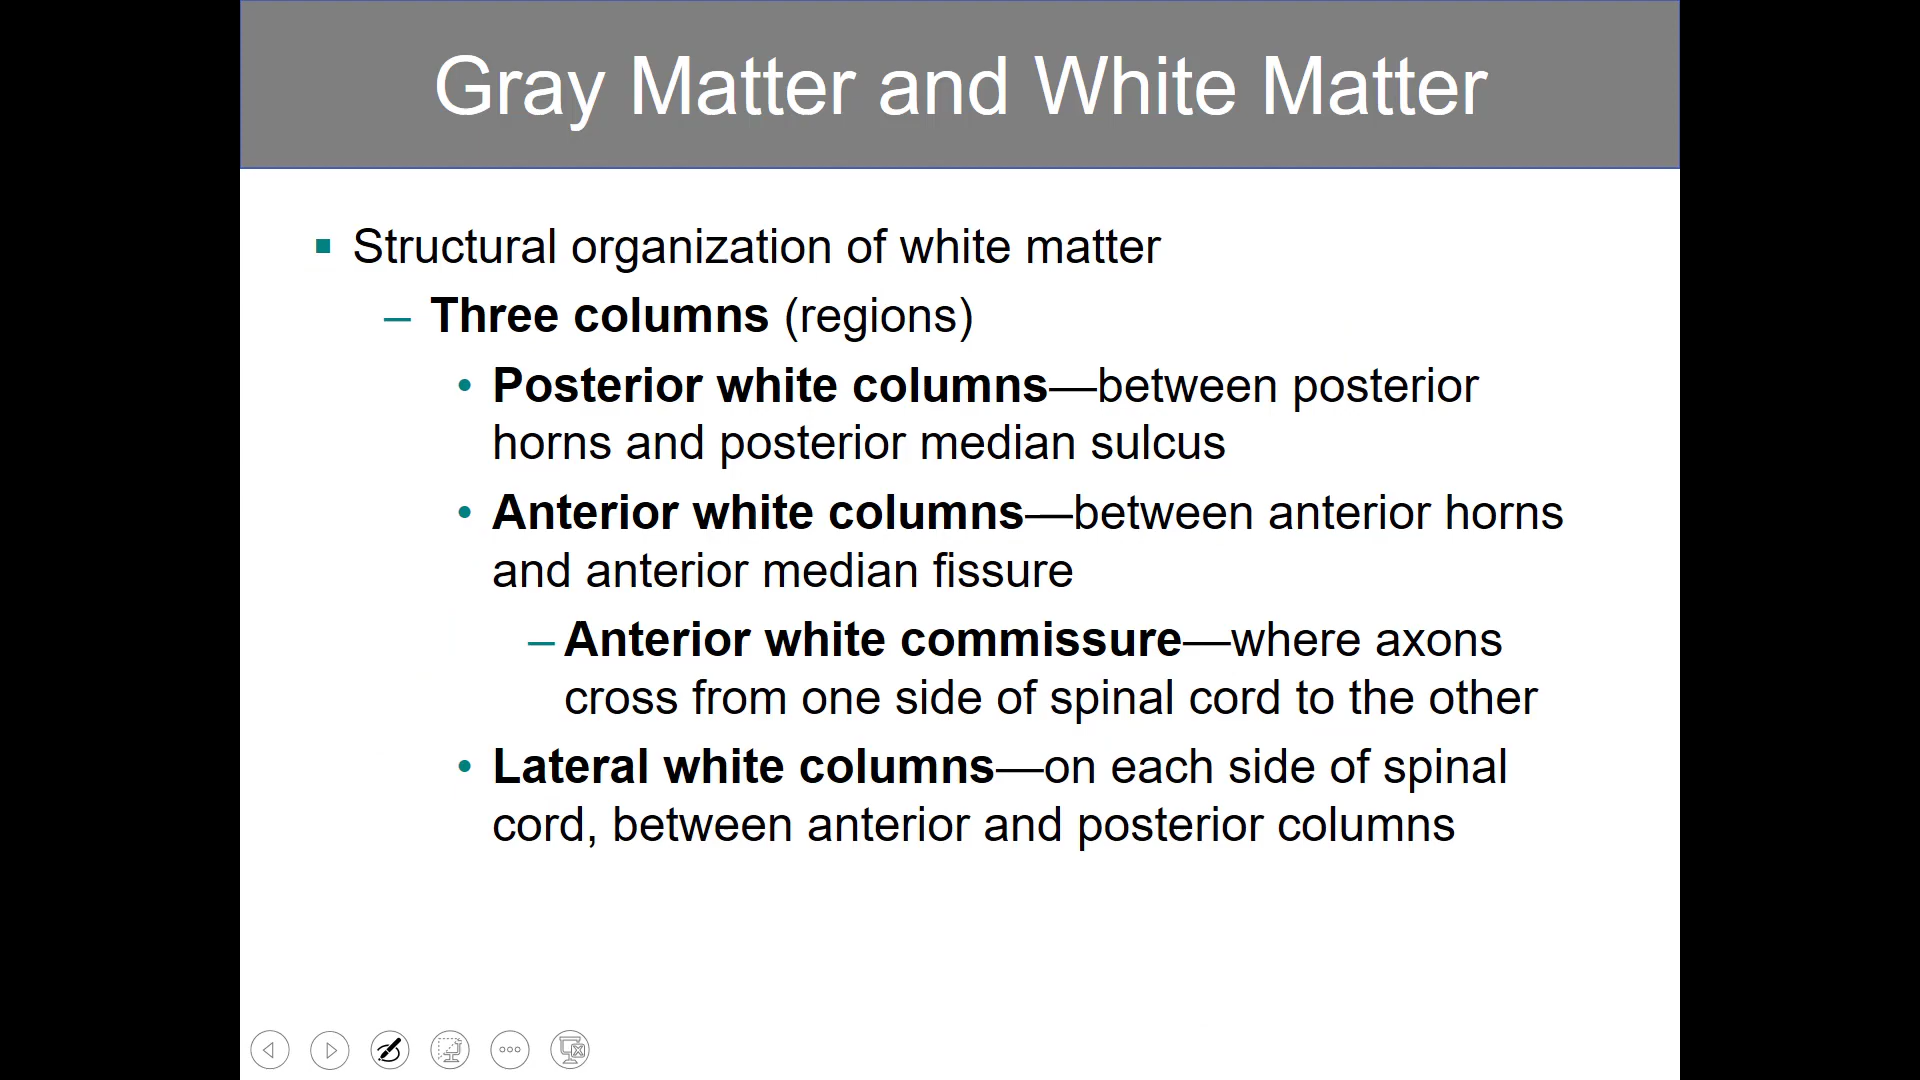 Gray Matter and White Matter
▪ Structural organization of white matter
– Three columns (regions)
• Posterior white columns—between posterior
horns and posterior median sulcus
• Anterior white columns—between anterior horns
and anterior median fissure
– Anterior white commissure—where axons
cross from one side of spinal cord to the other
• Lateral white columns—on each side of spinal
cord, between anterior and posterior columns